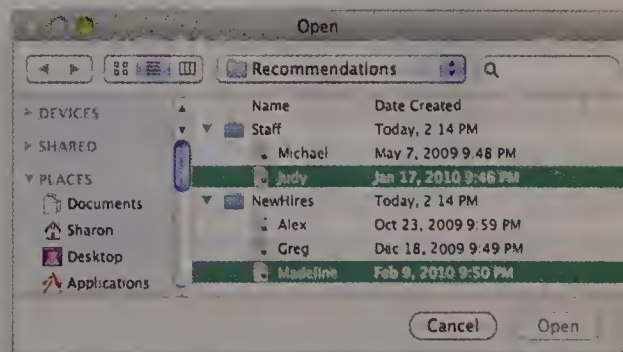 Open
Recommendations
DEVICES
SHARED
PLACES
Documents
Sharon
Desktop
Applications
Name Date Created
Staff Today, 2 14 PM
Michael May 7, 2009 9.48 PM
Judy Jan 17, 2010 9:46 PM
NewHires Today, 2 14 PM
Alex Oct 23, 2009 9 59 PM
Greg Dec 18, 2009 9 49 PM
Madeline Feb 9, 2010 9:50 PM
Cancel Open